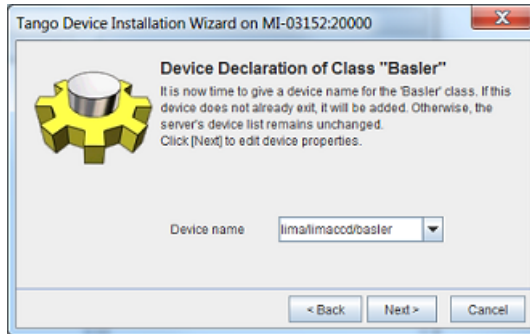 Tango Device Installation Wizard on MI-03152:20000
Device Declaration of Class "Basler"
It is now time to give a device name for the 'Basler' class. If this
device does not already exit, it will be added. Otherwise, the
server's device list remains unchanged.
Click [Next] to edit device properties.
Device name
lima/limaccd/basler
< Back
Next >
Cancel